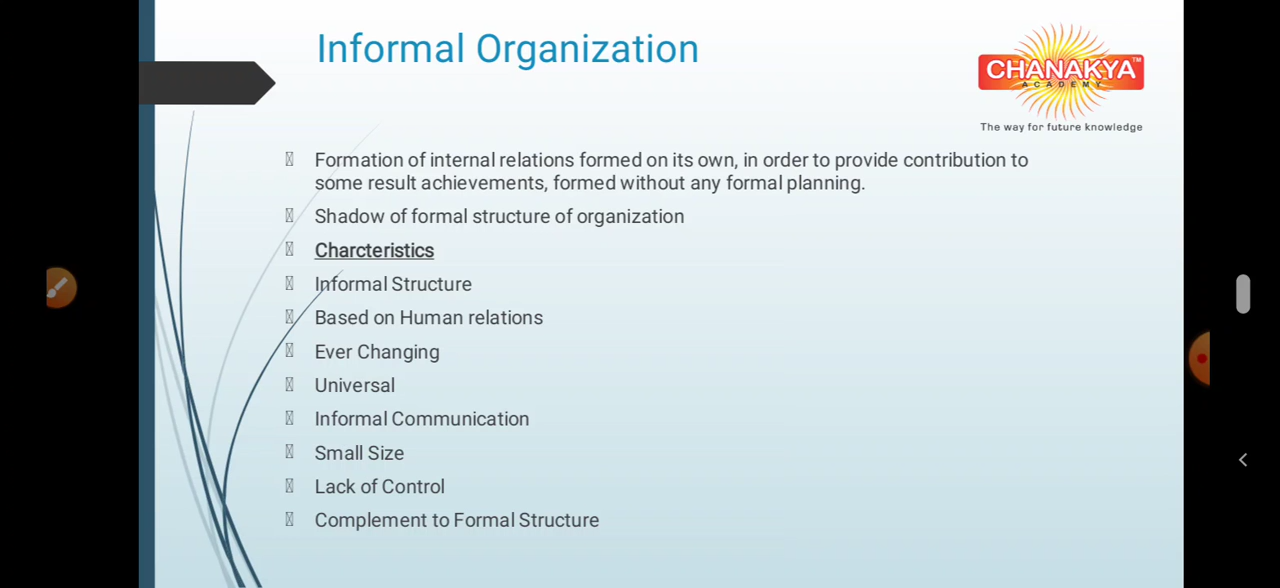 Informal Organization
CHANAKYA™
ACADEMY
The way for future knowledge
Formation of internal relations formed on its own, in order to provide contribution to
some result achievements, formed without any formal planning.
Shadow of formal structure of organization
Charcteristics
Informal Structure
Based on Human relations
Ever Changing
Universal
Informal Communication
Small Size
Lack of Control
Complement to Formal Structure